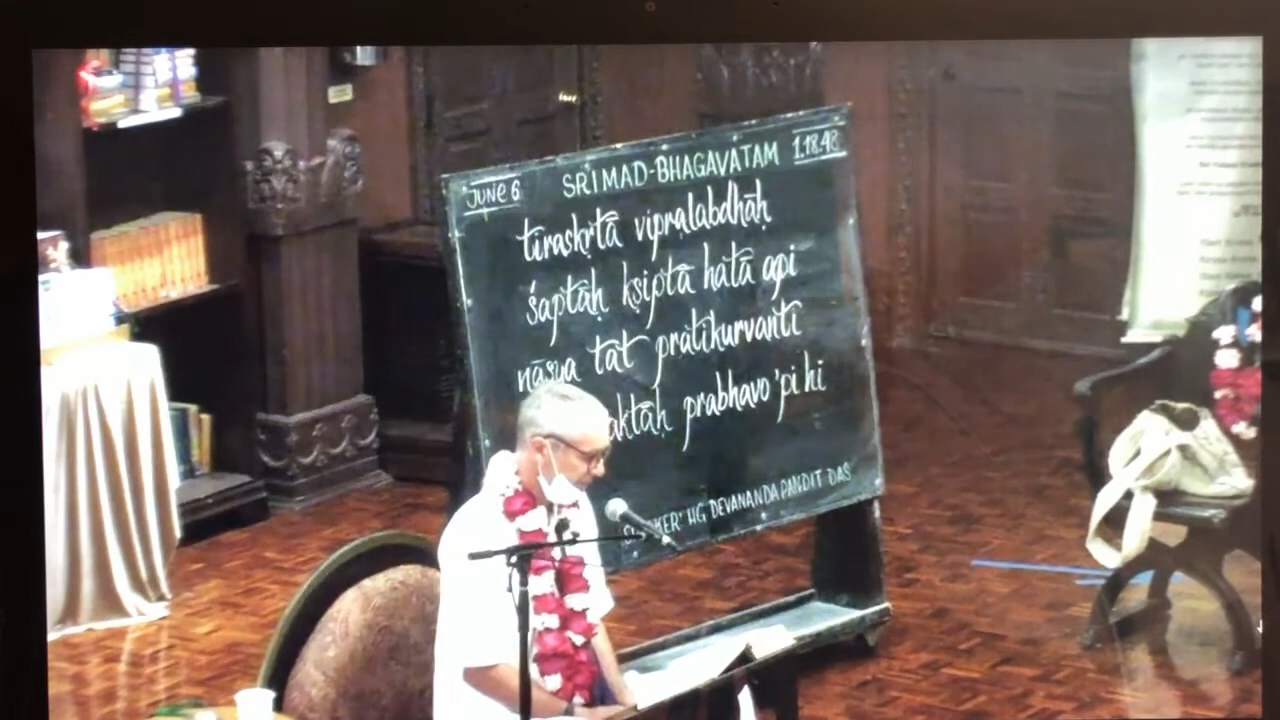 JUNE 6
SRIMAD-BHAGAVATAM
1.18.48
tiraskṛtā vipralabdhāḥ
śaptāḥ kṣiptā hatā api
nāsya tat pratikurvanti
aktāḥ prabhavo 'pi hi
HG DEVANANDA PANDIT DAS